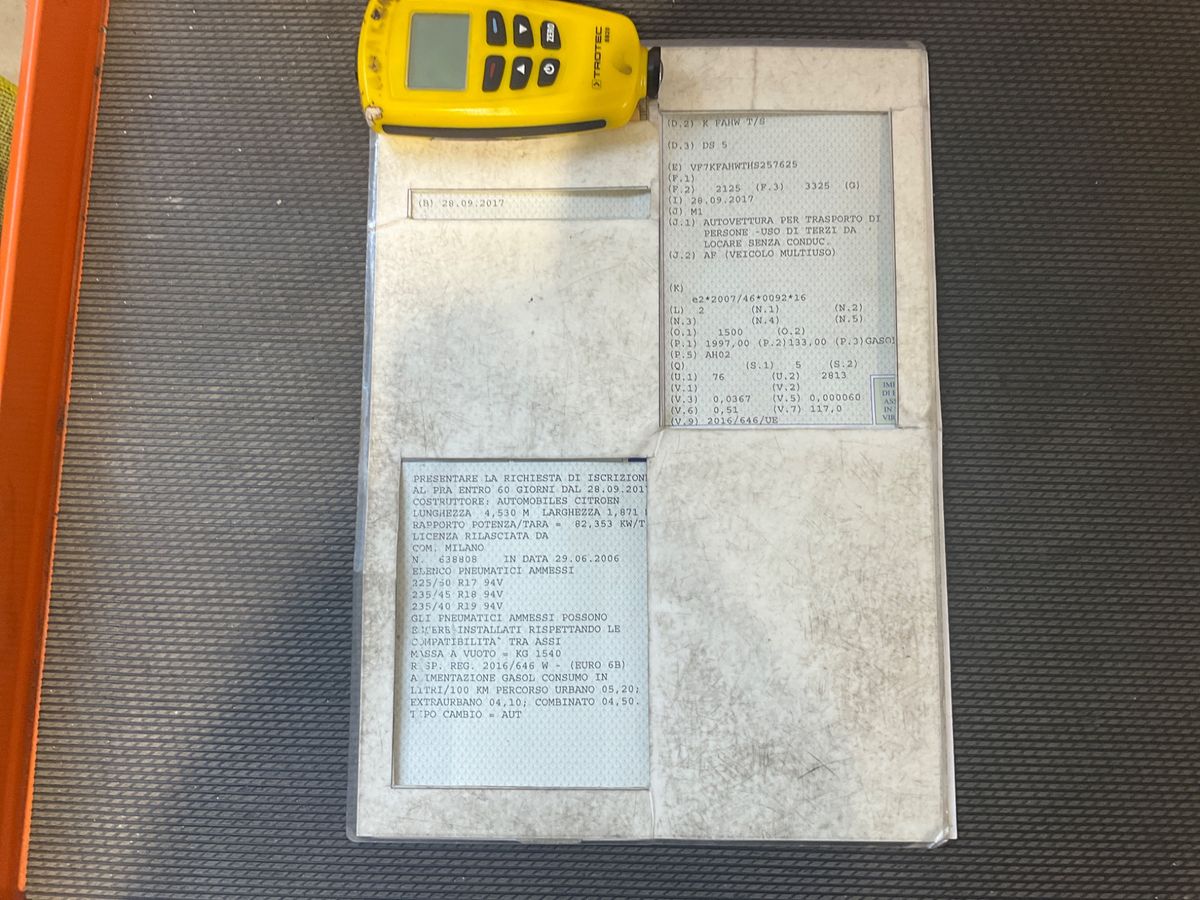 ZERO
TROTEC
BB20
(B) 28.09.2017
(D.2) K FAHW T/S
(D.3) DS 5
(E) VF7KFAHWTHS257625
(F.1)
(F.2) 2125 (F.3) 3325 (G)
(I) 28.09.2017
(J) M1
(J.1) AUTOVETTURA PER TRASPORTO DI
PERSONE -USO DI TERZI DA
LOCARE SENZA CONDUC.
(J.2) AF (VEICOLO MULTIUSO)
(K)
e2*2007/46*0092*16
(L) 2 (N.1) (N.2)
(N.3) (N.4) (N.5)
(O.1) 1500 (O.2)
(P.1) 1997,00 (P.2)133,00 (P.3)GASOL
(P.5) AH02
(Q) (S.1) 5 (S.2)
(U.1) 76 (U.2) 2813
(V.1) (V.2)
(V.3) 0,0367 (V.5) 0,000060
(V.6) 0,51 (V.7) 117,0
(V.9) 2016/646/UE
IM
DI
ASS
IN
VIR
PRESENTARE LA RICHIESTA DI ISCRIZIONE
AL PRA ENTRO 60 GIORNI DAL 28.09.2017
COSTRUTTORE: AUTOMOBILES CITROEN
LUNGHEZZA 4,530 M LARGHEZZA 1,871
RAPPORTO POTENZA/TARA = 82,353 KW/T
LICENZA RILASCIATA DA
COM. MILANO
N. 638808 IN DATA 29.06.2006
ELENCO PNEUMATICI AMMESSI
225/50 R17 94V
235/45 R18 94V
235/40 R19 94V
GLI PNEUMATICI AMMESSI POSSONO
ESSERE INSTALLATI RISPETTANDO LE
COMPATIBILITA` TRA ASSI
MASSA A VUOTO = KG 1540
RISP. REG. 2016/646 W - (EURO 6B)
ALIMENTAZIONE GASOL CONSUMO IN
LITRI/100 KM PERCORSO URBANO 05,20;
EXTRAURBANO 04,10; COMBINATO 04,50.
TIPO CAMBIO = AUT